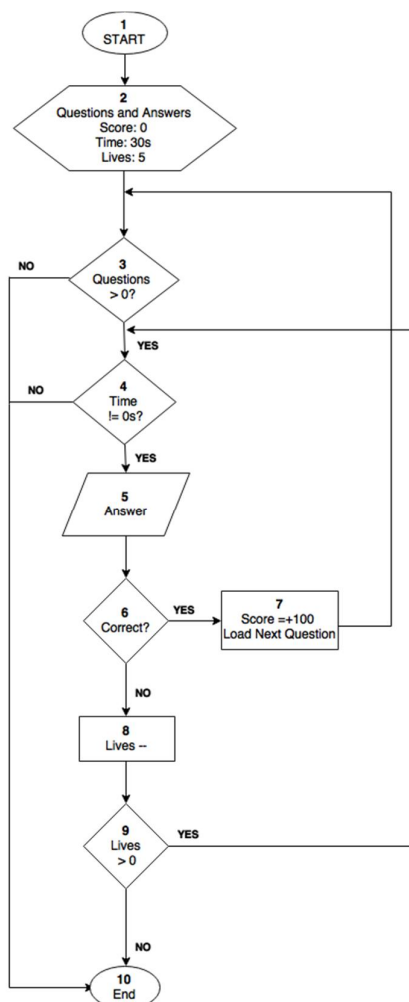 1
START
2
Questions and Answers
Score: 0
Time: 30s
Lives: 5
NO
3
Questions
> 0?
YES
NO
4
Time
!= 0s?
YES
5
Answer
6
Correct?
YES
7
Score =+100
Load Next Question
NO
8
Lives --
9
Lives
> 0
YES
NO
10
End